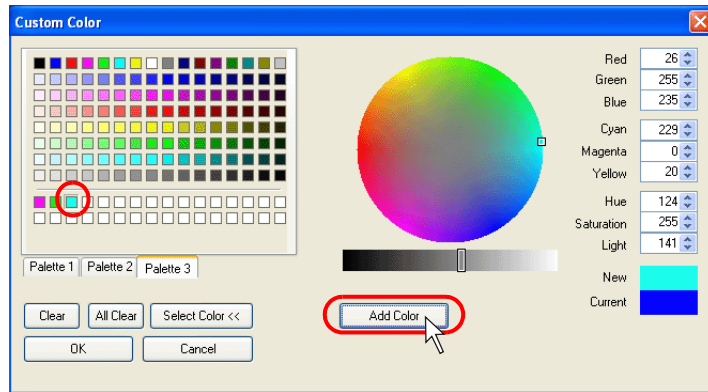 Custom Color
Red 26
Green 255
Blue 235
Cyan 229
Magenta 0
Yellow 20
Hue 124
Saturation 255
Light 141
Palette 1 Palette 2 Palette 3
New
Current
Clear All Clear Select Color << Add Color
OK Cancel